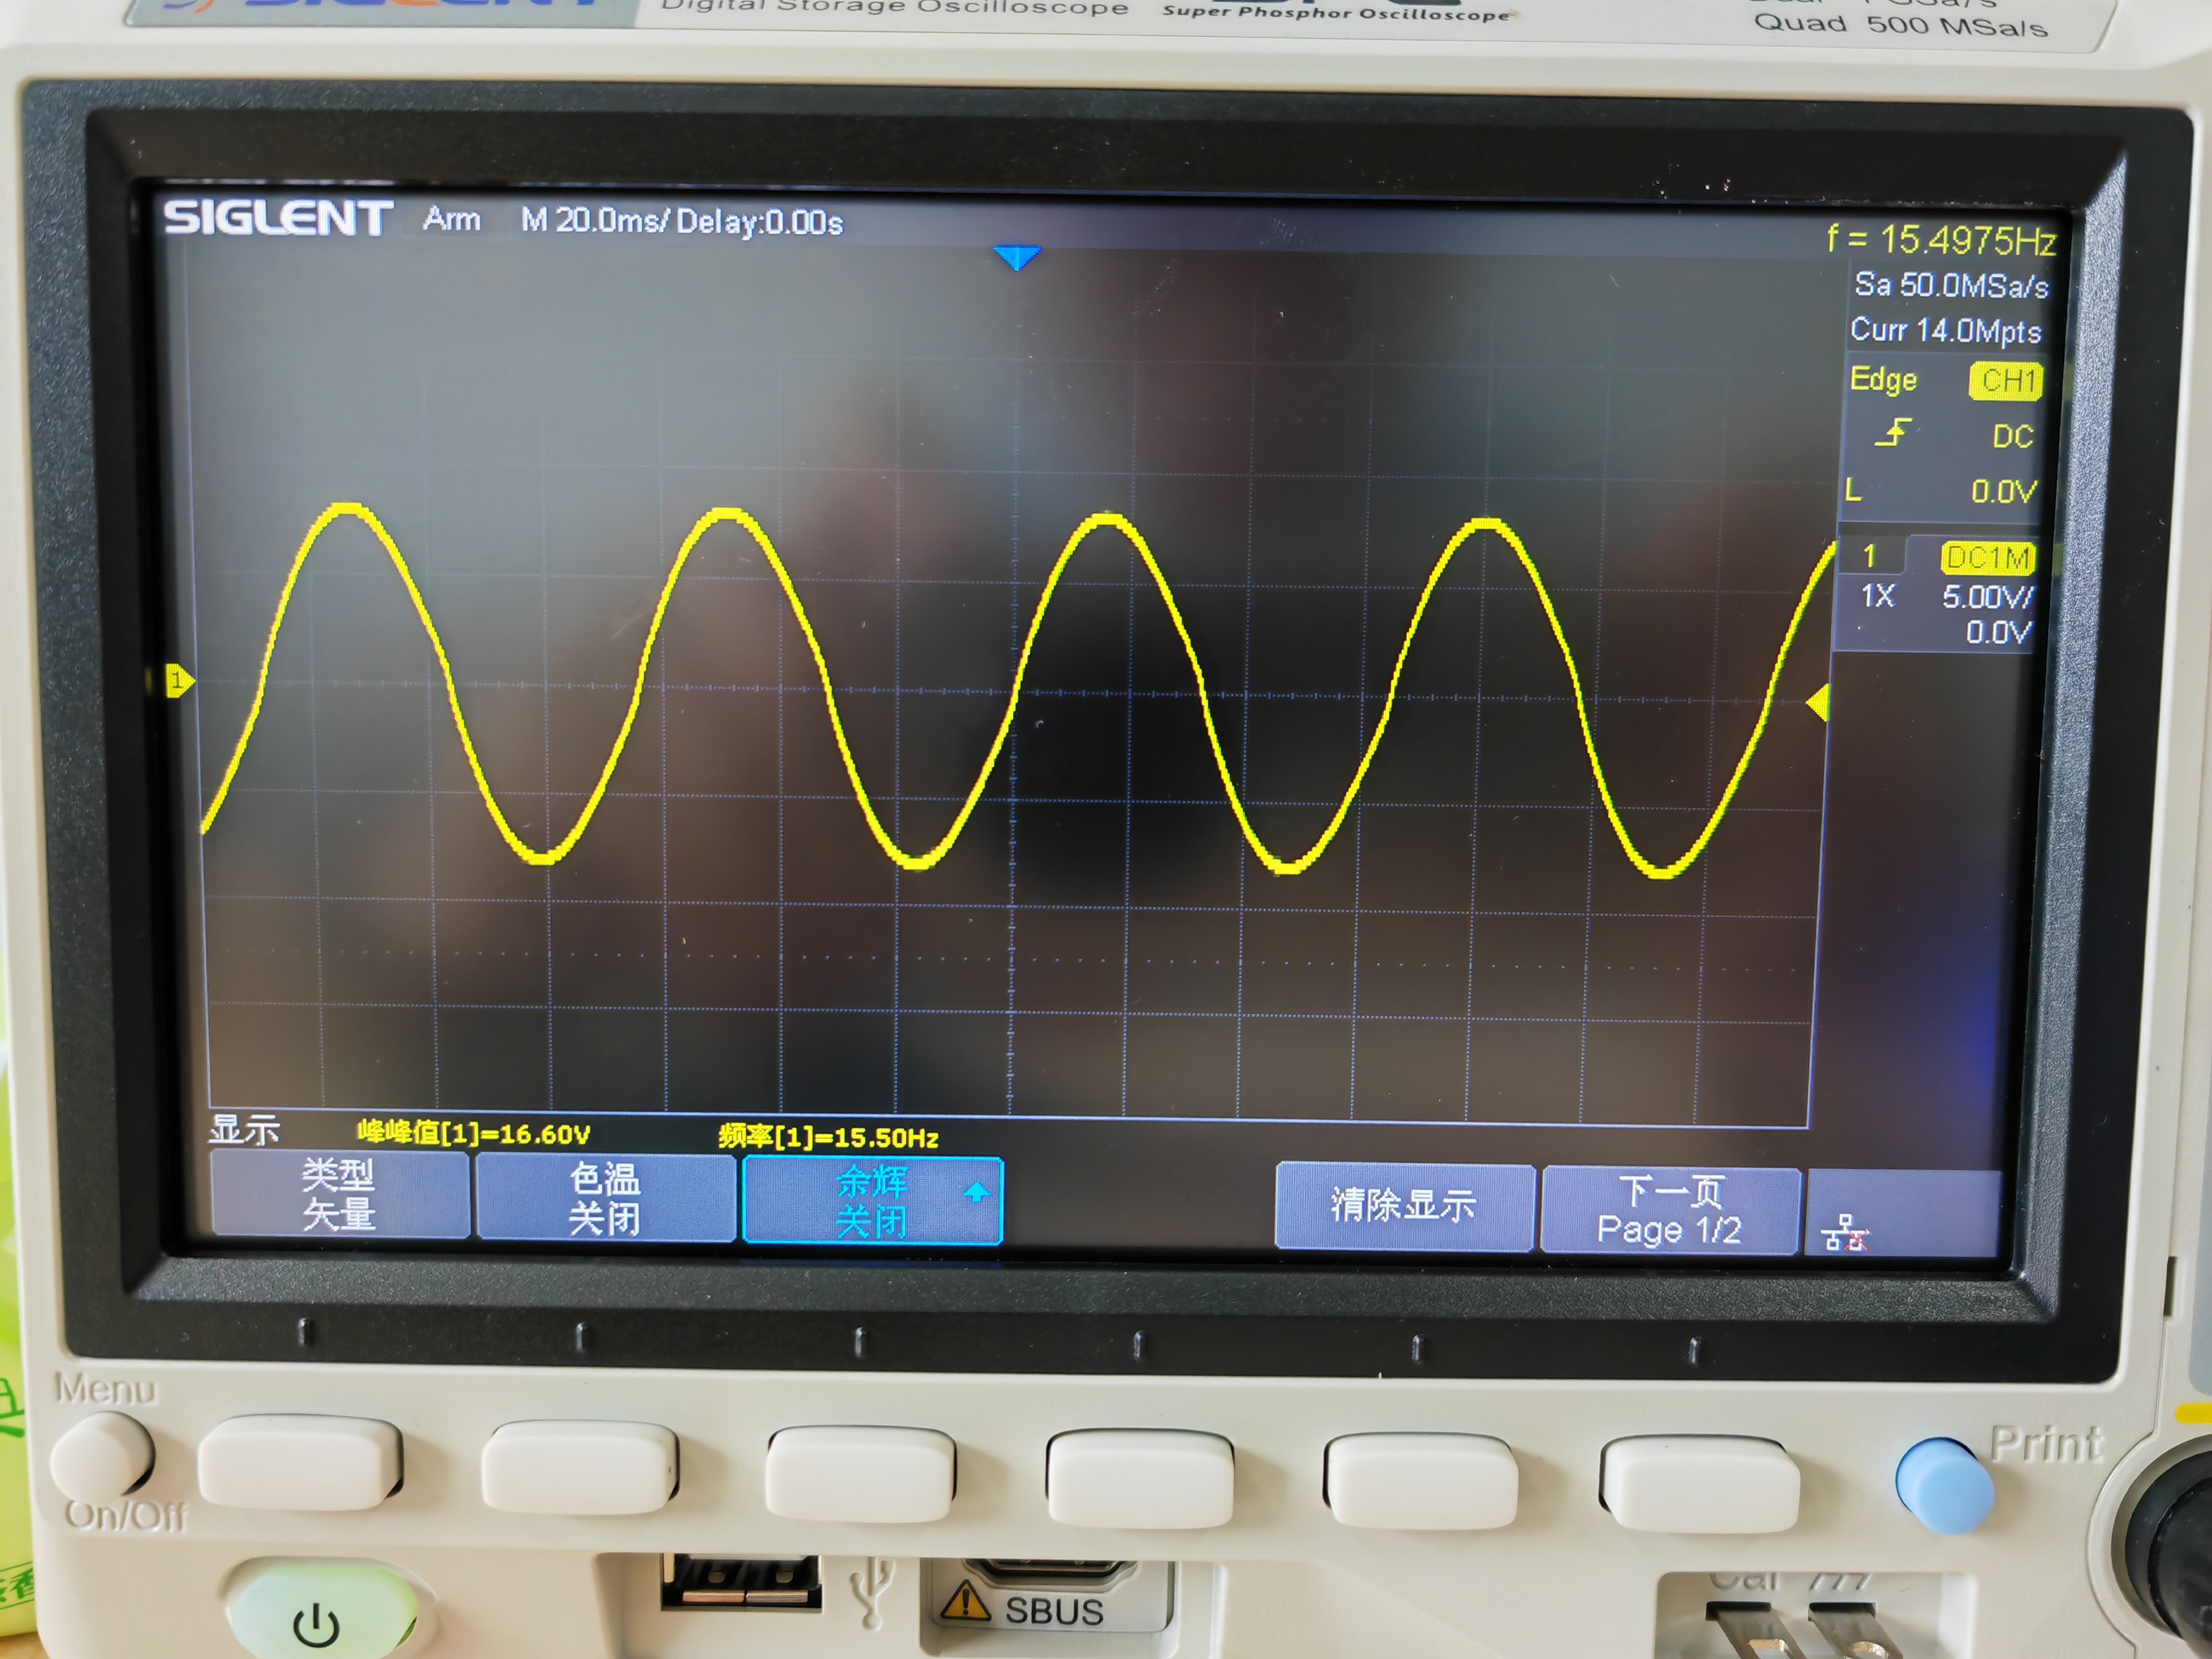 SIGLENT
Digital Storage Oscilloscope
Super Phosphor Oscilloscope
Quad 500 MSa/s
SIGLENT Arm M 20.0ms/ Delay:0.00s
f = 15.4975Hz
Sa 50.0MSa/s
Curr 14.0Mpts
Edge CH1
DC
L 0.0V
1 DC1M
1X 5.00V/
0.0V
1
显示 峰峰值[1]=16.60V 频率[1]=15.50Hz
类型
矢量
色温
关闭
余辉
关闭
清除显示
下一页
Page 1/2
Menu
On/Off
Print
SBUS
Cal